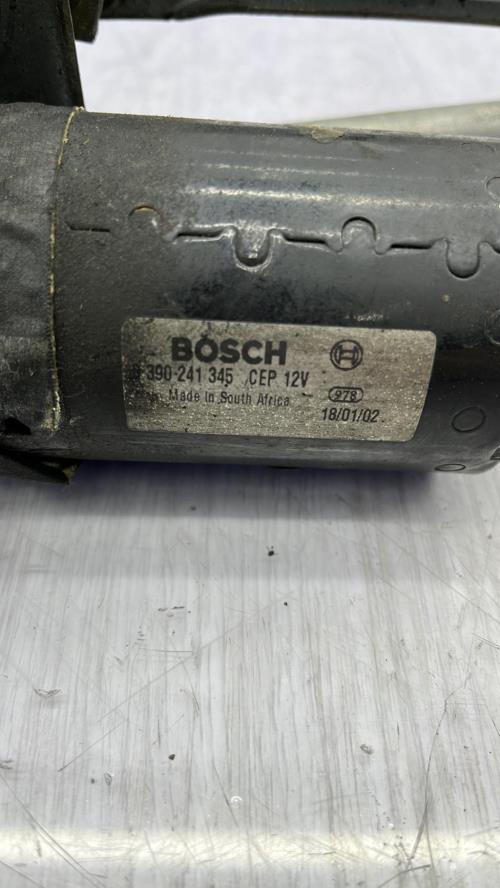 BOSCH
390-241 345 CEP 12V
978
Made in South Africa
18/01/02